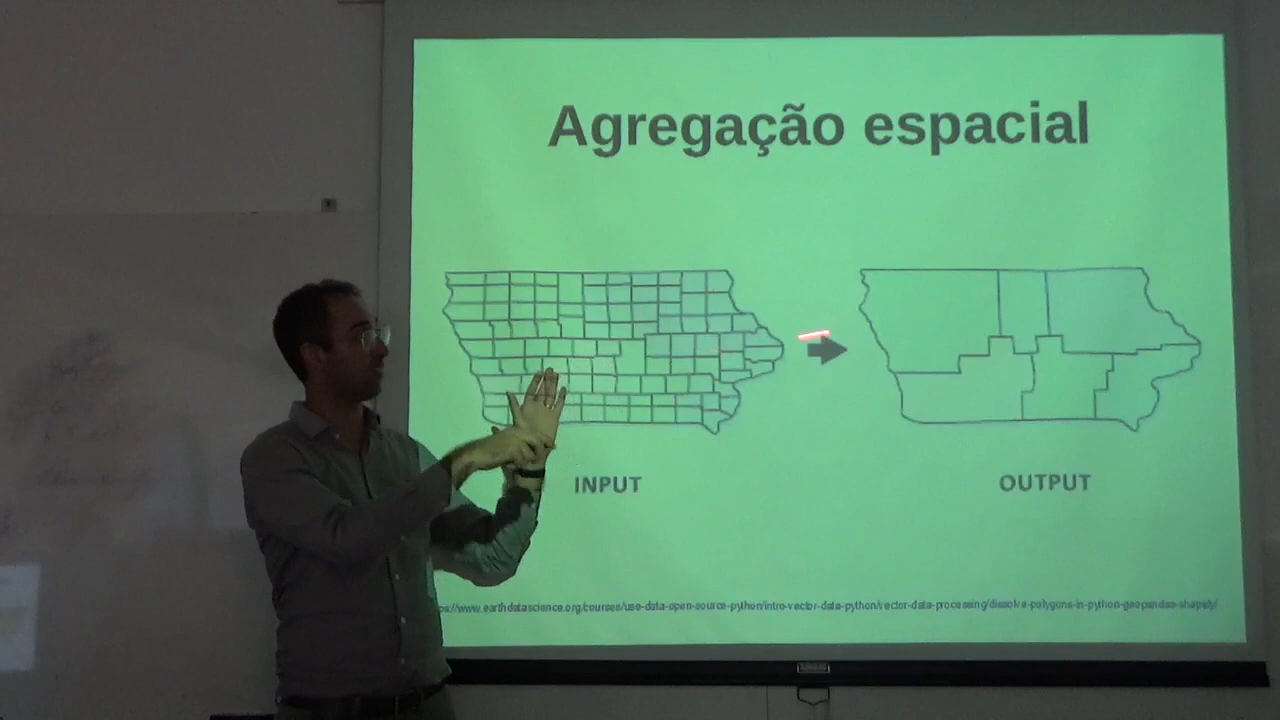 Agregação espacial
INPUT
OUTPUT
ps://www.earthdatascience.org/courses/use-data-open-source-python/intro-vector-data-python/vector-data-processing/dissolve-polygons-in-python-geopandas-shapely/